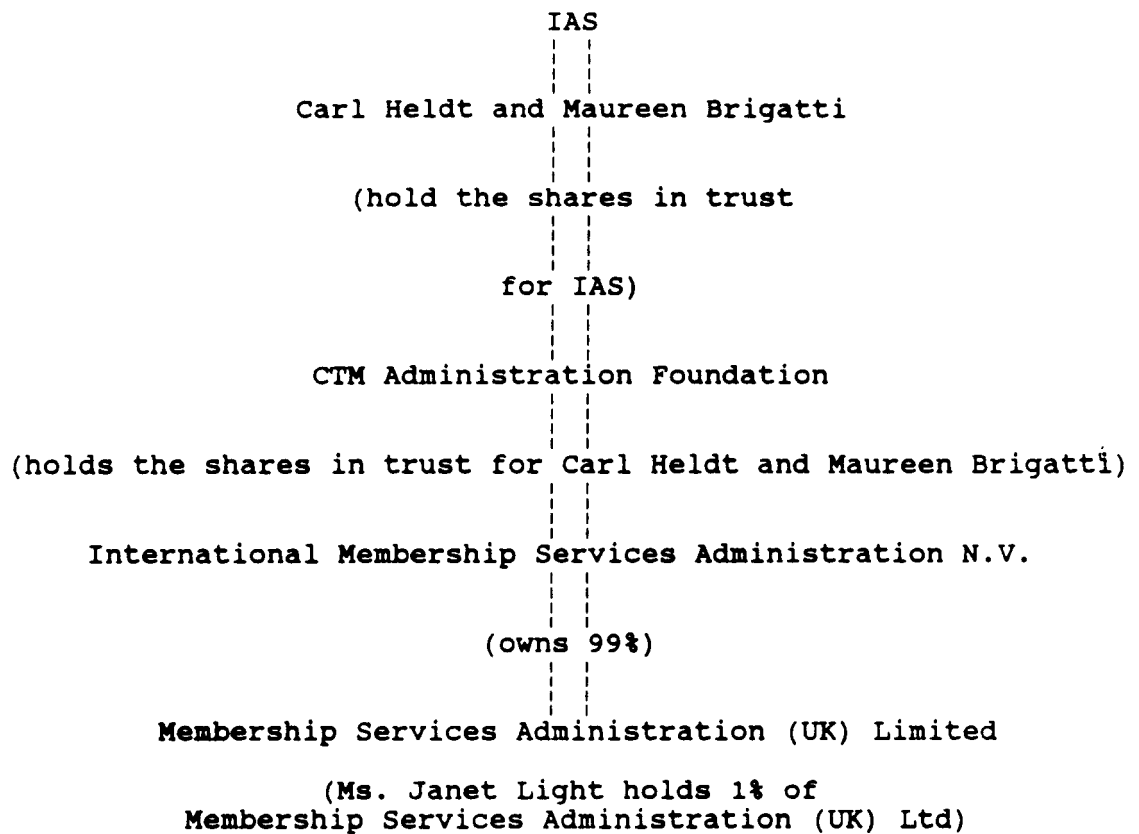 IAS
Carl Heldt and Maureen Brigatti
(hold the shares in trust
for IAS)
CTM Administration Foundation
(holds the shares in trust for Carl Heldt and Maureen Brigatti)
International Membership Services Administration N.V.
(owns 99%)
Membership Services Administration (UK) Limited
(Ms. Janet Light holds 1% of
Membership Services Administration (UK) Ltd)